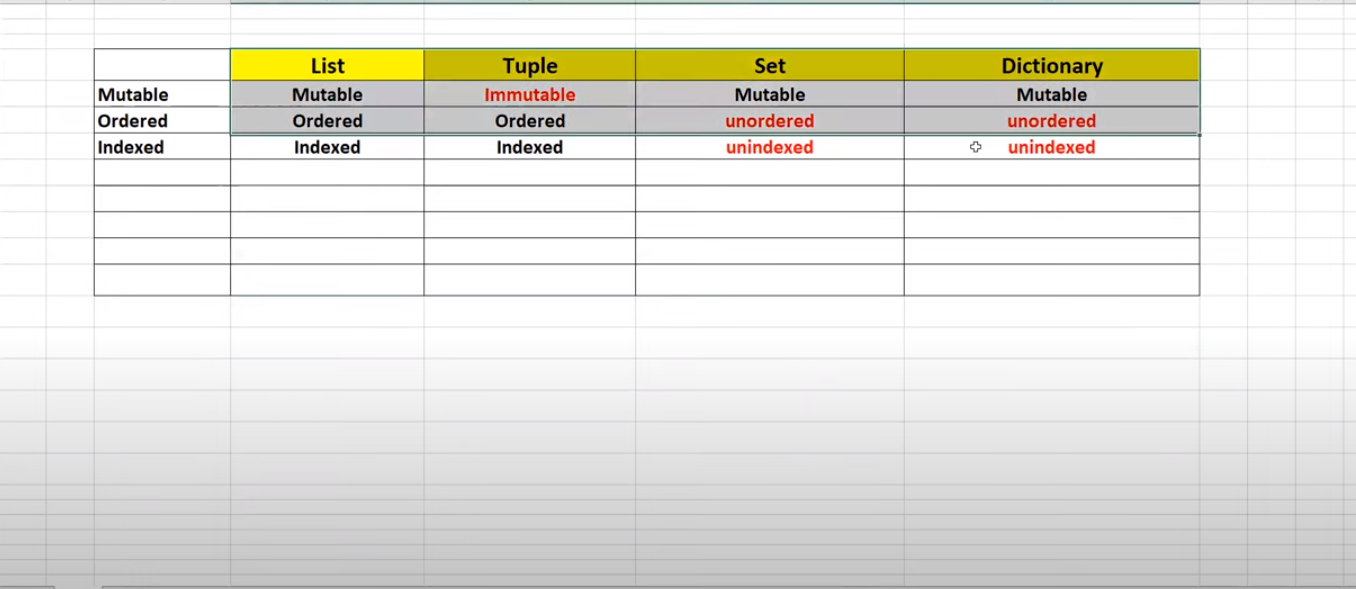 List Tuple Set Dictionary
Mutable Mutable Immutable Mutable Mutable
Ordered Ordered Ordered unordered unordered
Indexed Indexed Indexed unindexed unindexed